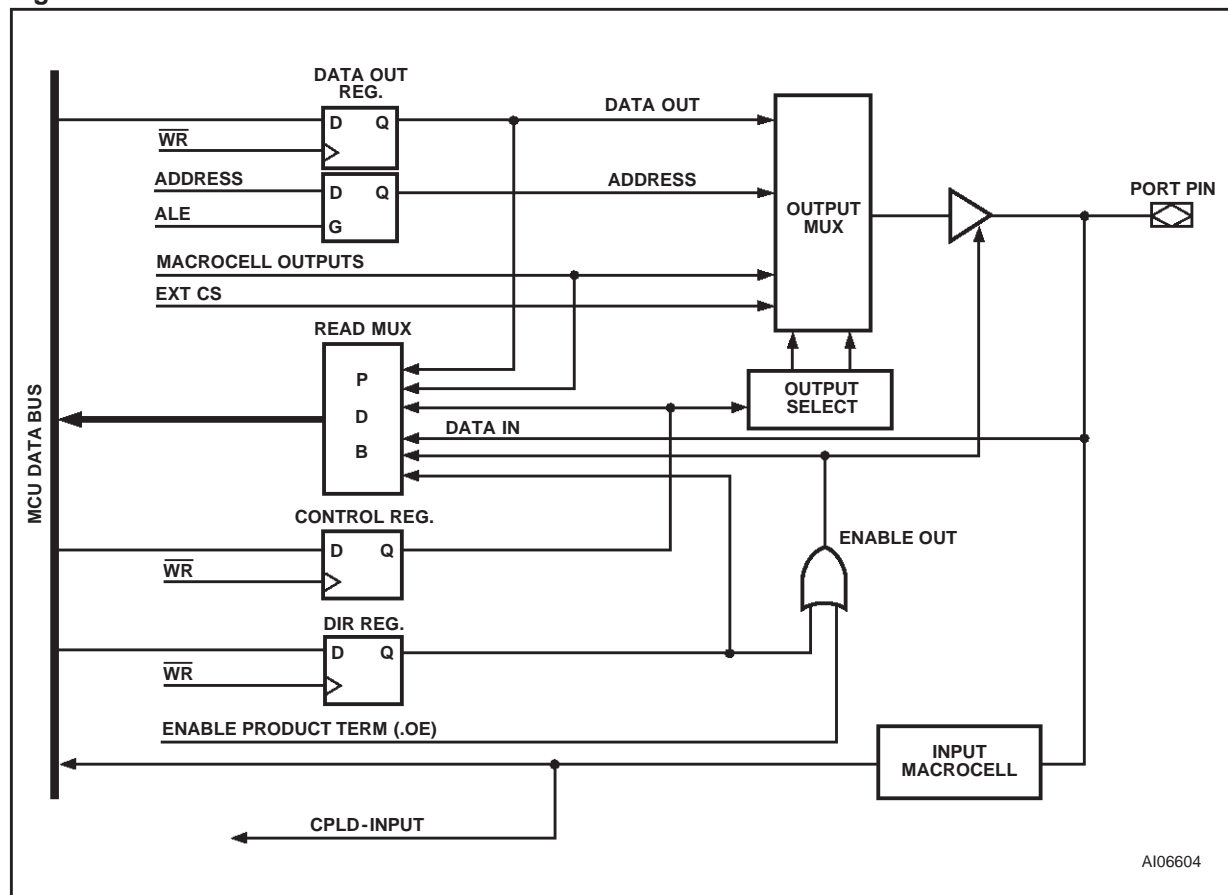 DATA OUT
REG.
DATA OUT
D Q
WR
ADDRESS
D Q
ADDRESS
ALE
G
OUTPUT
MUX
PORT PIN
MACROCELL OUTPUTS
EXT CS
READ MUX
P
D
B
OUTPUT
SELECT
DATA IN
MCU DATA BUS
CONTROL REG.
D Q
WR
ENABLE OUT
DIR REG.
D Q
WR
ENABLE PRODUCT TERM (.OE)
INPUT
MACROCELL
CPLD-INPUT
AI06604